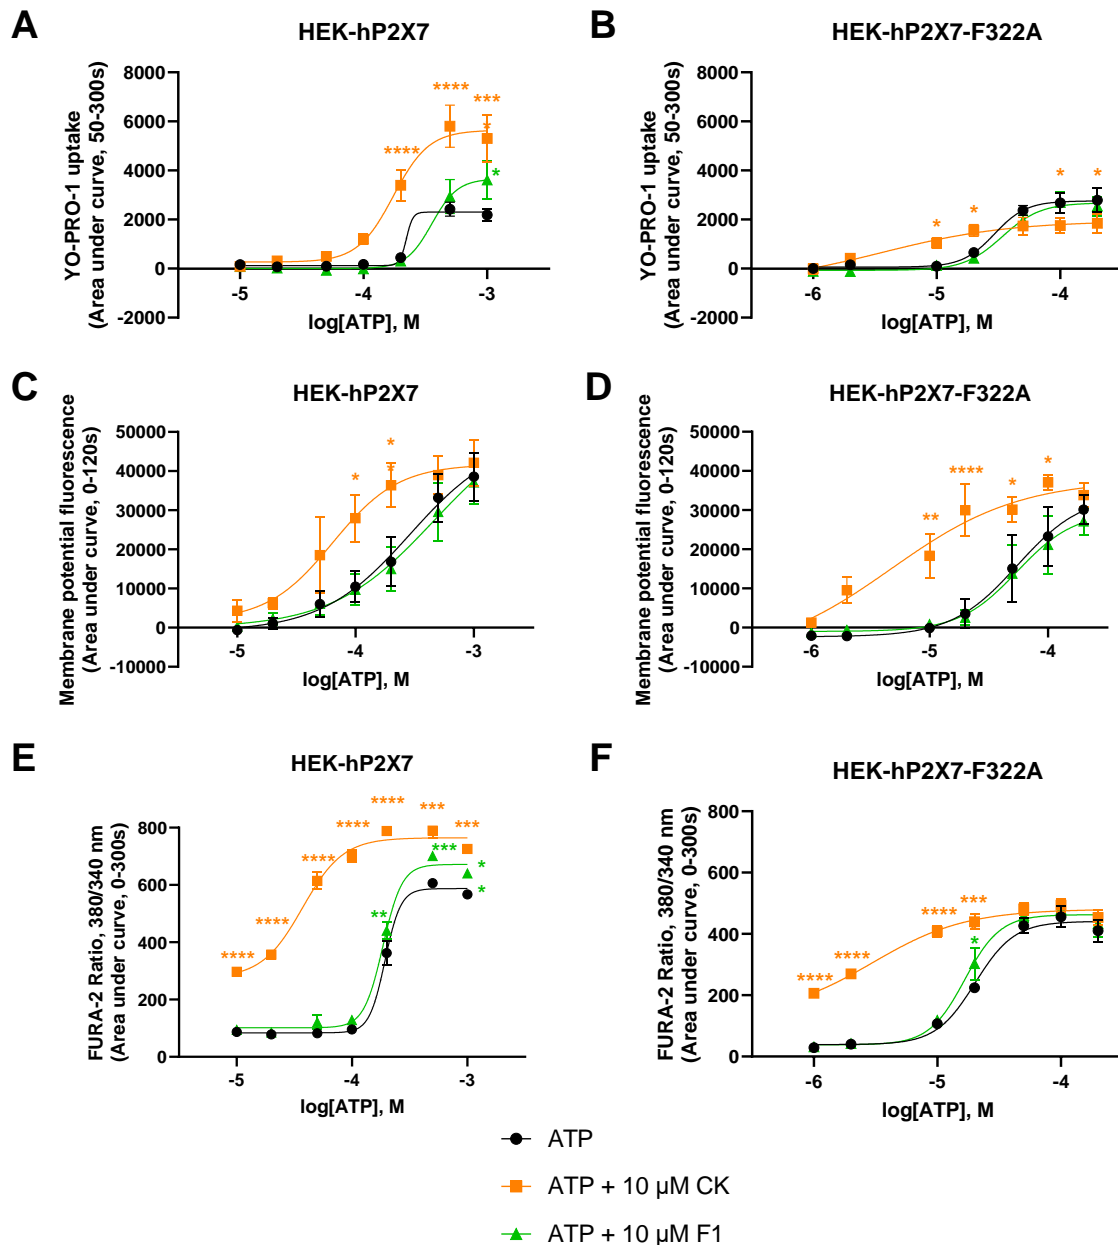 A
HEK-hP2X7
YO-PRO-1 uptake
(Area under curve, 50-300s)
8000
6000
4000
2000
0
-2000
****
****
***
*
*
-5
-4
-3
log[ATP], M
B
HEK-hP2X7-F322A
YO-PRO-1 uptake
(Area under curve, 50-300s)
8000
6000
4000
2000
0
-2000
*
*
*
*
-6
-5
-4
log[ATP], M
C
HEK-hP2X7
Membrane potential fluorescence
(Area under curve, 0-120s)
50000
40000
30000
20000
10000
0
-10000
*
*
*
-5
-4
-3
log[ATP], M
D
HEK-hP2X7-F322A
Membrane potential fluorescence
(Area under curve, 0-120s)
50000
40000
30000
20000
10000
0
-10000
**
****
*
*
-6
-5
-4
log[ATP], M
E
HEK-hP2X7
FURA-2 Ratio, 380/340 nm
(Area under curve, 0-300s)
800
600
400
200
0
****
****
****
****
****
***
***
**
***
*
*
-5
-4
-3
log[ATP], M
F
HEK-hP2X7-F322A
FURA-2 Ratio, 380/340 nm
(Area under curve, 0-300s)
800
600
400
200
0
****
****
****
***
*
-6
-5
-4
log[ATP], M
ATP
ATP + 10 µM CK
ATP + 10 µM F1